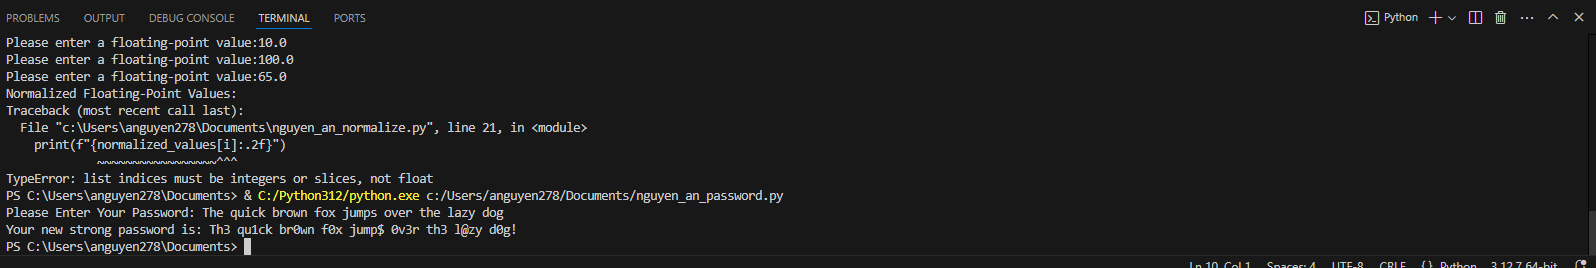 PROBLEMS OUTPUT DEBUG CONSOLE TERMINAL PORTS Python
Please enter a floating-point value:10.0
Please enter a floating-point value:100.0
Please enter a floating-point value:65.0
Normalized Floating-Point Values:
Traceback (most recent call last):
  File "c:\Users\anguyen278\Documents\nguyen_an_normalize.py", line 21, in <module>
    print(f"{normalized_values[i]:.2f}")
             ~~~~~~~~~~~~~~~~~^^^
TypeError: list indices must be integers or slices, not float
PS C:\Users\anguyen278\Documents> & C:/Python312/python.exe c:/Users/anguyen278/Documents/nguyen_an_password.py
Please Enter Your Password: The quick brown fox jumps over the lazy dog
Your new strong password is: Th3 qu1ck br0wn f0x jump$ 0v3r th3 l@zy d0g!
PS C:\Users\anguyen278\Documents>
Ln 10, Col 1 Spaces: 4 UTF-8 CRLF {} Python 3.12.7 64-bit